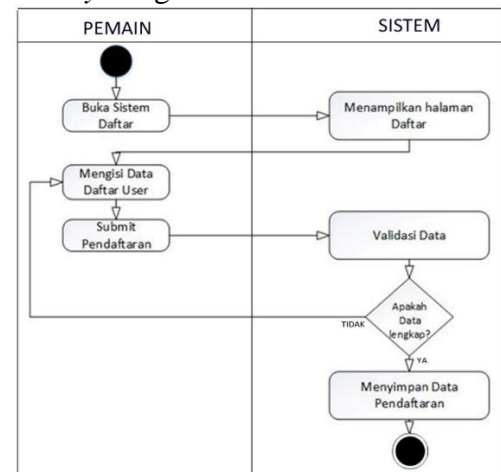 PEMAIN
SISTEM
Buka Sistem
Daftar
Menampilkan halaman
Daftar
Mengisi Data
Daftar User
Submit
Pendaftaran
Validasi Data
Apakah
Data
lengkap?
TIDAK
YA
Menyimpan Data
Pendaftaran